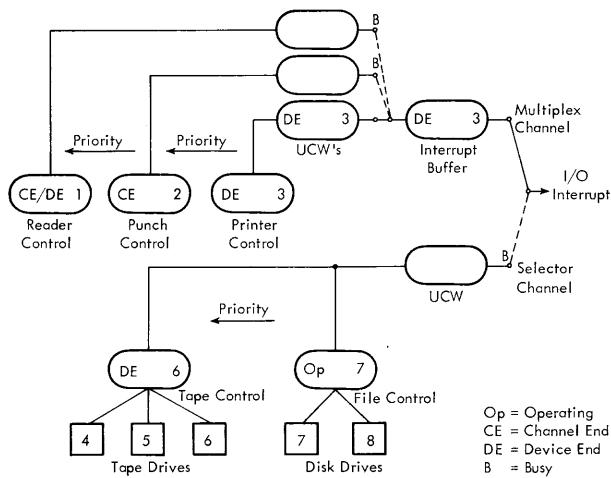 B
B
DE 3
DE 3
Multiplex
Channel
UCW's
Interrupt
Buffer
Priority
Priority
I/O
Interrupt
CE/DE 1
CE 2
DE 3
Reader
Control
Punch
Control
Printer
Control
B
Selector
Channel
UCW
Priority
DE 6
Op 7
Tape Control
File Control
4
5
6
7
8
Tape Drives
Disk Drives
Op = Operating
CE = Channel End
DE = Device End
B = Busy